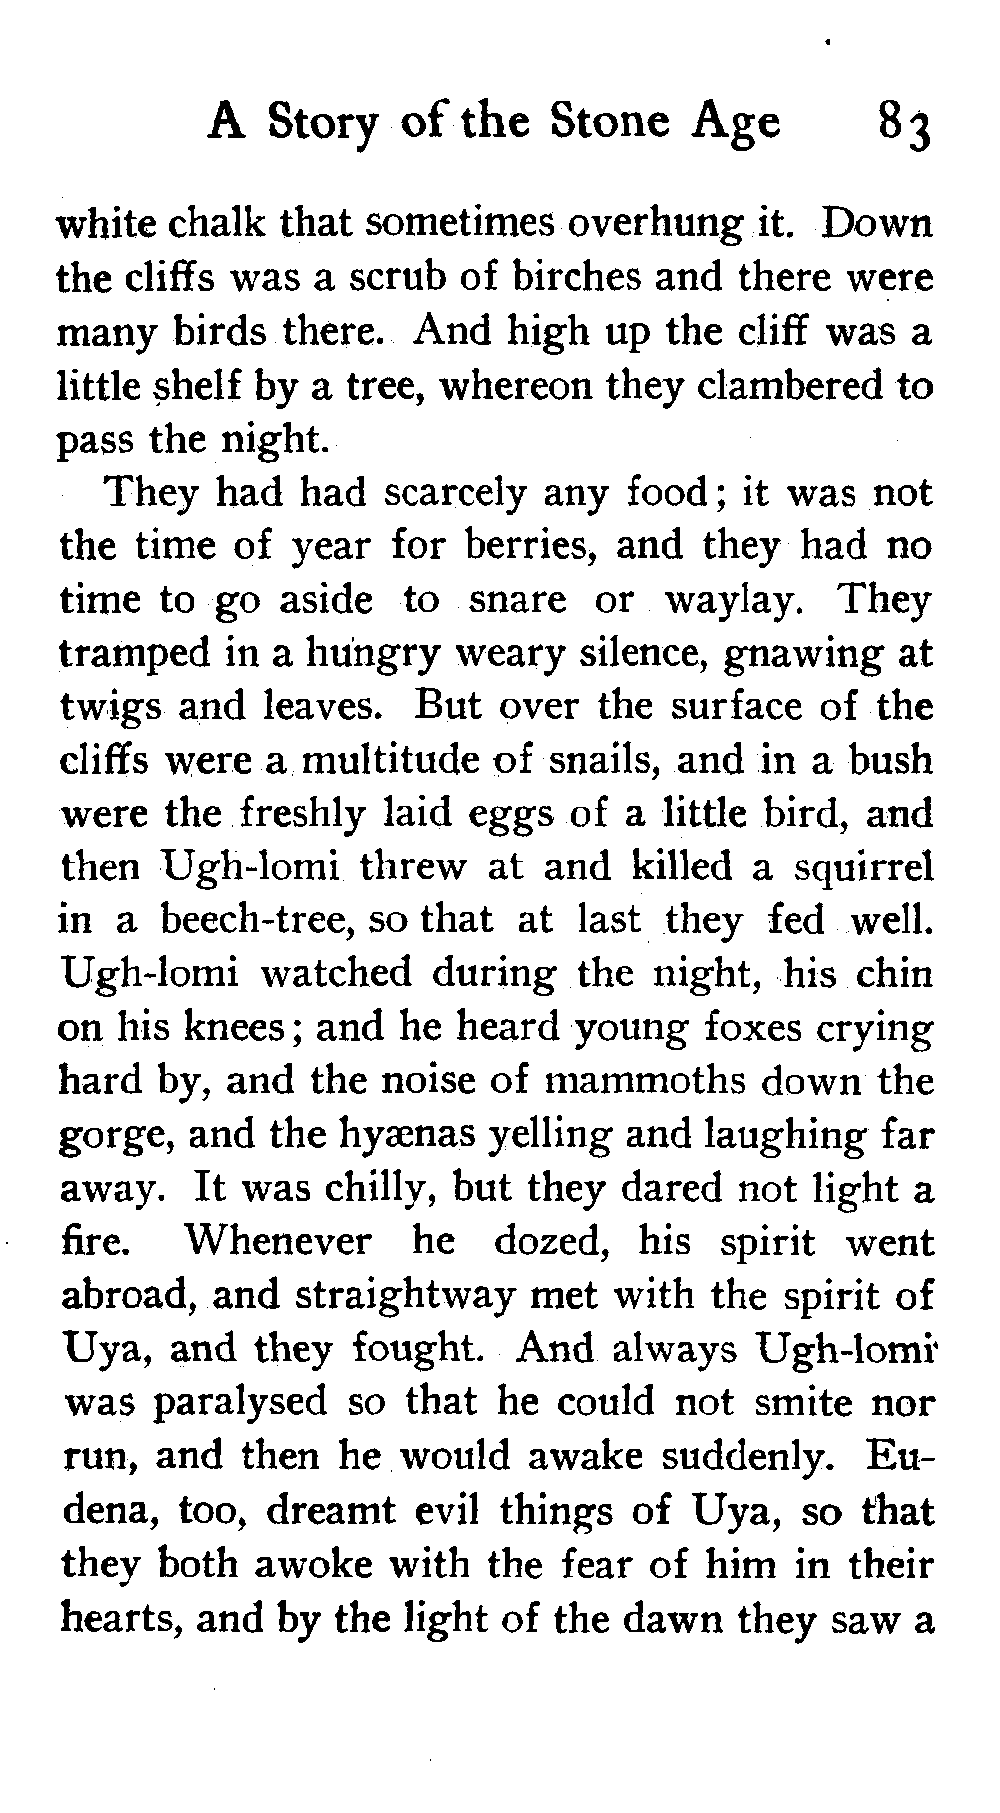 A Story of the Stone Age 83
white chalk that sometimes overhung it. Down
the cliffs was a scrub of birches and there were
many birds there. And high up the cliff was a
little shelf by a tree, whereon they clambered to
pass the night.
They had had scarcely any food; it was not
the time of year for berries, and they had no
time to go aside to snare or waylay. They
tramped in a hungry weary silence, gnawing at
twigs and leaves. But over the surface of the
cliffs were a multitude of snails, and in a bush
were the freshly laid eggs of a little bird, and
then Ugh-lomi threw at and killed a squirrel
in a beech-tree, so that at last they fed well.
Ugh-lomi watched during the night, his chin
on his knees; and he heard young foxes crying
hard by, and the noise of mammoths down the
gorge, and the hyænas yelling and laughing far
away. It was chilly, but they dared not light a
fire. Whenever he dozed, his spirit went
abroad, and straightway met with the spirit of
Uya, and they fought. And always Ugh-lomi
was paralysed so that he could not smite nor
run, and then he would awake suddenly. Eu-
dena, too, dreamt evil things of Uya, so that
they both awoke with the fear of him in their
hearts, and by the light of the dawn they saw a